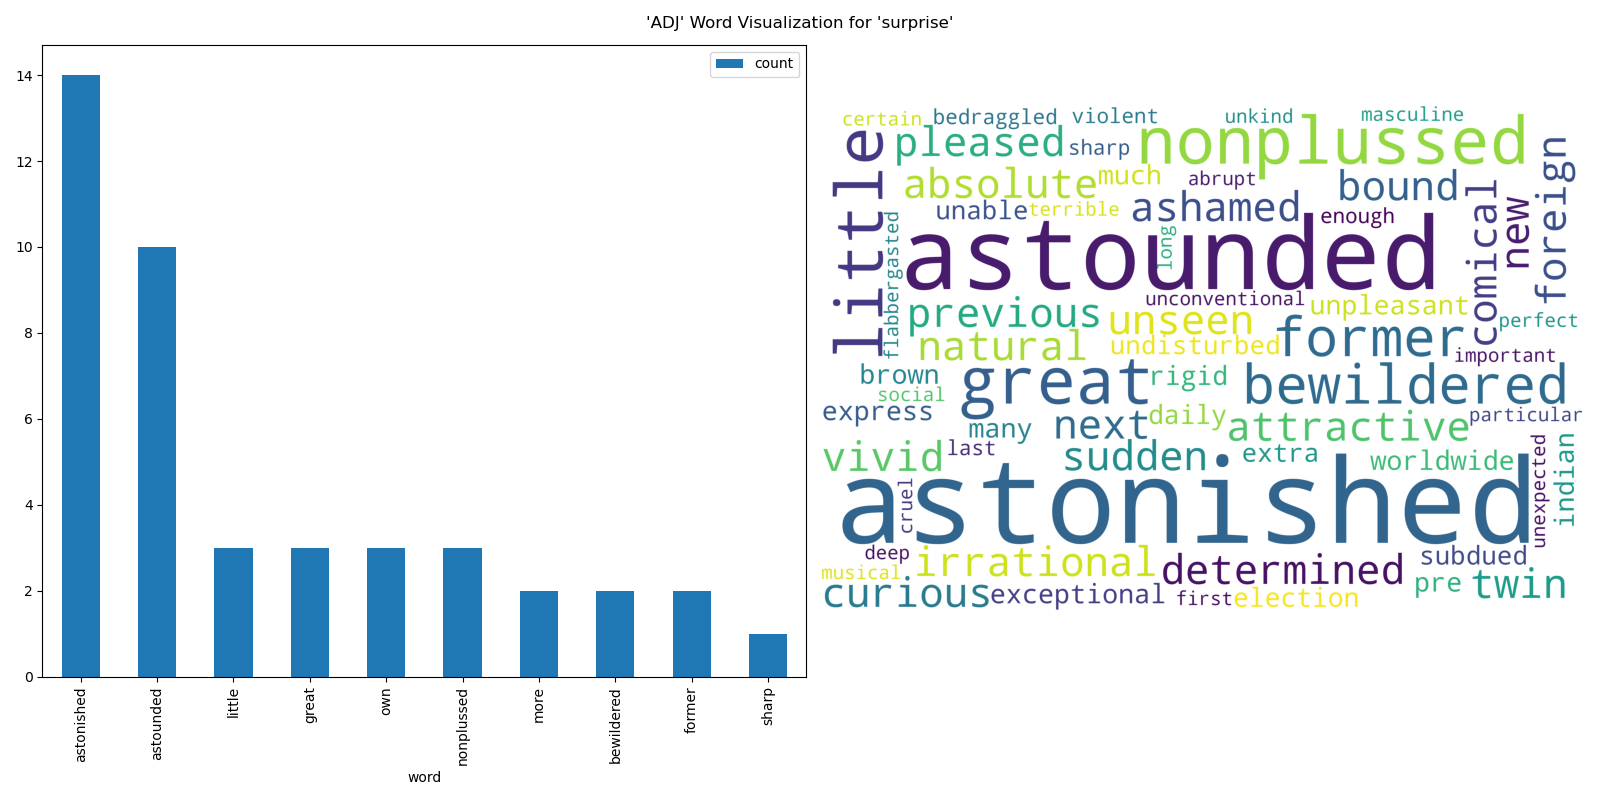 'ADJ' Word Visualization for 'surprise'
count
14
12
10
8
6
4
2
0
astonished
astounded
little
great
own
nonplussed
more
bewildered
former
sharp
word
certain
bedraggled
violent
unkind
masculine
little
pleased
sharp
nonplussed
absolute
much
abrupt
bound
foreign
comical
new
unable
terrible
ashamed
enough
flabbergasted
astounded
long
unconventional
unpleasant
previous
unseen
former
perfect
natural
undisturbed
important
brown
great
rigid
bewildered
social
express
many
next
daily
attractive
particular
vivid
last
sudden
extra
worldwide
indian
cruel
astonished
unexpected
deep
irrational
determined
subdued
musical
curious
exceptional
first
election
pre
twin